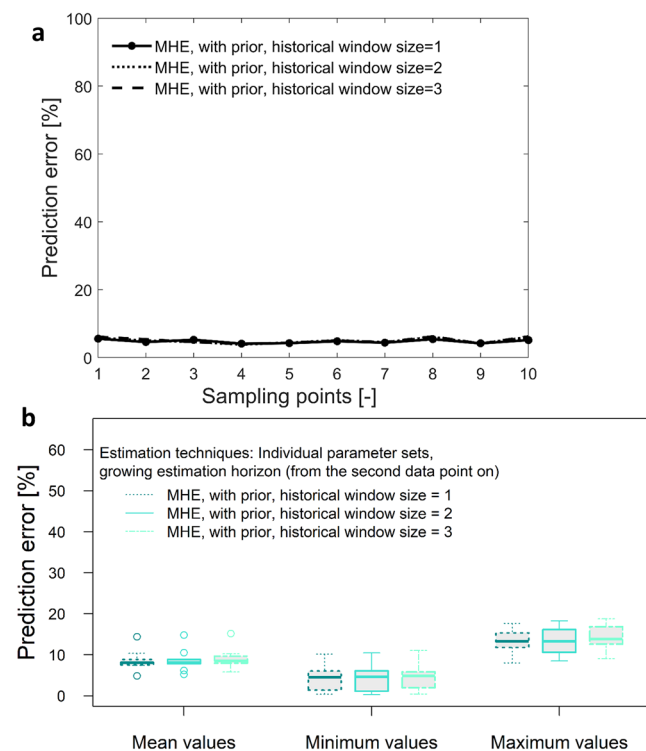 a
100
80
60
40
20
0
Prediction error [%]
MHE, with prior, historical window size=1
MHE, with prior, historical window size=2
MHE, with prior, historical window size=3
1 2 3 4 5 6 7 8 9 10
Sampling points [-]
b
60
50
40
30
20
10
0
Prediction error [%]
Estimation techniques: Individual parameter sets,
growing estimation horizon (from the second data point on)
MHE, with prior, historical window size = 1
MHE, with prior, historical window size = 2
MHE, with prior, historical window size = 3
Mean values Minimum values Maximum values